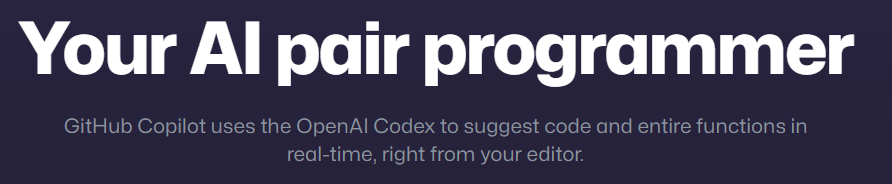 Your AI pair programmer
GitHub Copilot uses the OpenAI Codex to suggest code and entire functions in
real-time, right from your editor.